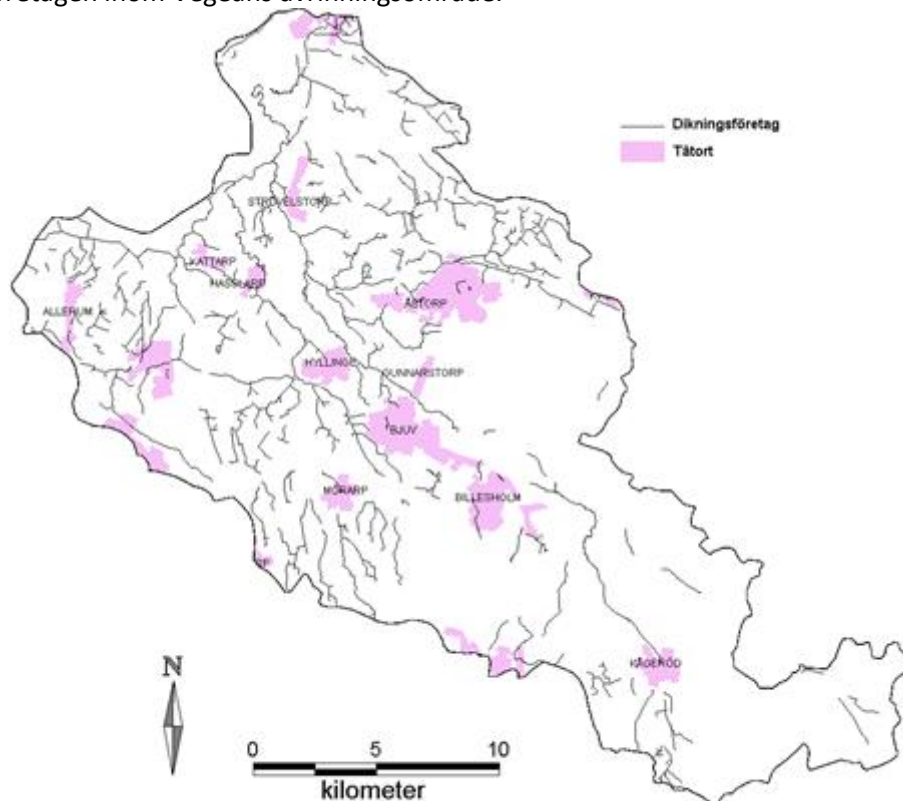 företagen inom Vegeåns avrinningsområde.
Dikningsföretag
Tätort
STRÖVELSTORP
KATTARP
HASSLARP
ALLERUM
ÅSTORP
HYLLINGE
GUNNARSTORP
BJUV
MÖRARP
BILLESHOLM
KÅGERÖD
N
0 5 10
kilometer